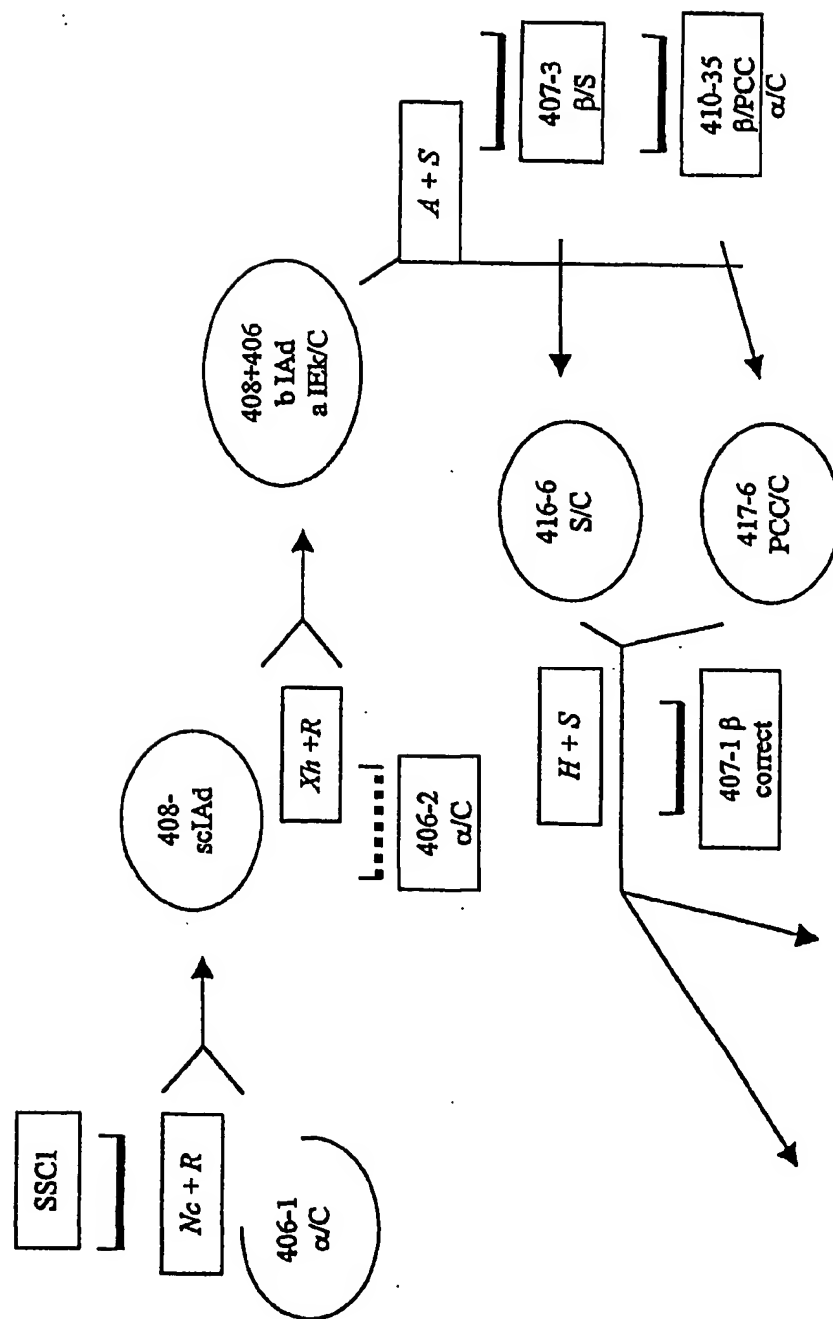 SSC1
Nc + R
406-1
α/C
408-
scIAd
Xh + R
406-2
α/C
408+406
b IAd
a IEk/C
A + S
407-3
β/S
410-35
β/PCC
α/C
416-6
S/C
417-6
PCC/C
H + S
407-1 β
correct